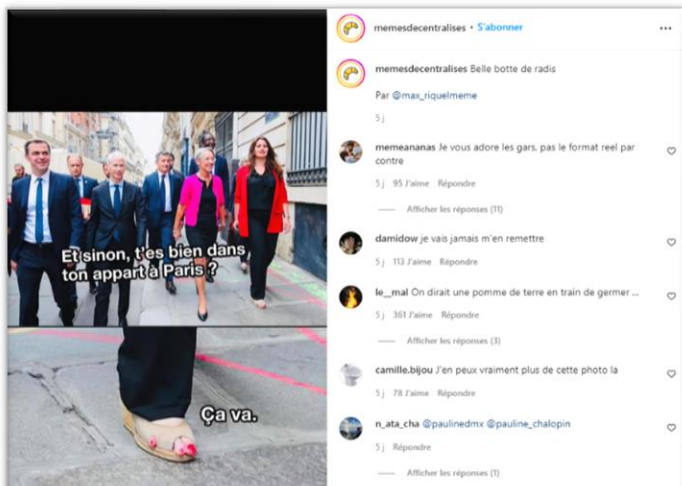 Et sinon, t'es bien dans
ton appart à Paris ?
Ça va.
memesdecentralises • S'abonner
memesdecentralises Belle botte de radis
Par @max_riquelmeme
5 j
memeananas Je vous adore les gars, pas le format reel par
contre
5 j 95 J'aime Répondre
Afficher les réponses (11)
damidow je vais jamais m'en remettre
5 j 113 J'aime Répondre
le__mal On dirait une pomme de terre en train de germer ...
5 j 361 J'aime Répondre
Afficher les réponses (3)
camille.bijou J'en peux vraiment plus de cette photo la
5 j 78 J'aime Répondre
n_ata_cha @paulinedmx @pauline_chalopin
5 j Répondre
Afficher les réponses (1)